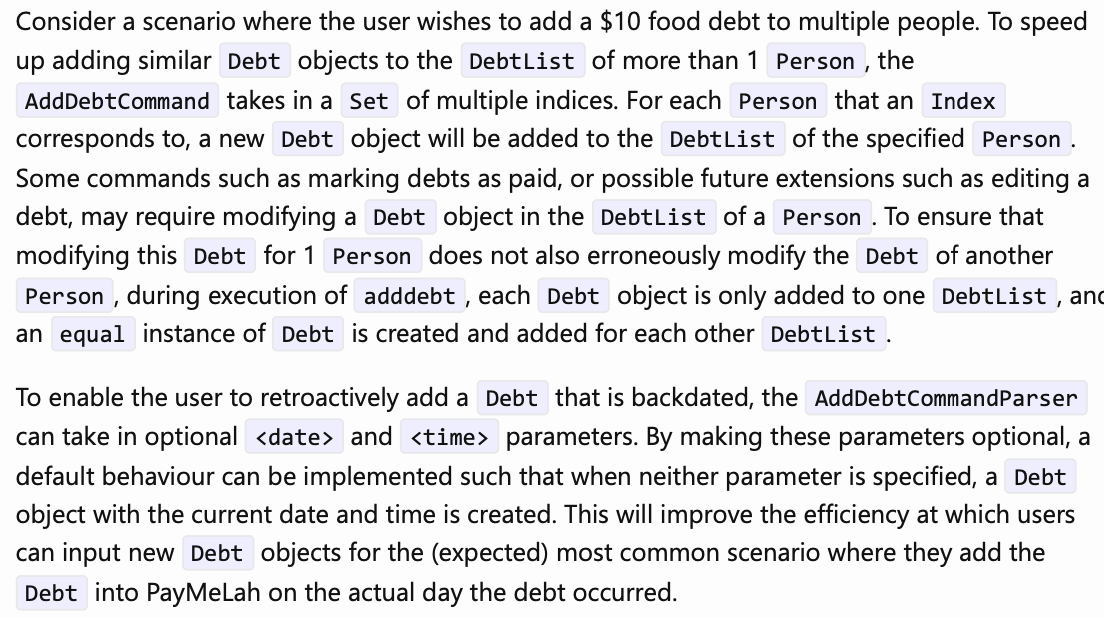 Consider a scenario where the user wishes to add a $10 food debt to multiple people. To speed
up adding similar Debt objects to the DebtList of more than 1 Person, the
AddDebtCommand takes in a Set of multiple indices. For each Person that an Index
corresponds to, a new Debt object will be added to the DebtList of the specified Person.
Some commands such as marking debts as paid, or possible future extensions such as editing a
debt, may require modifying a Debt object in the DebtList of a Person. To ensure that
modifying this Debt for 1 Person does not also erroneously modify the Debt of another
Person, during execution of adddebt, each Debt object is only added to one DebtList, and
an equal instance of Debt is created and added for each other DebtList.
To enable the user to retroactively add a Debt that is backdated, the AddDebtCommandParser
can take in optional <date> and <time> parameters. By making these parameters optional, a
default behaviour can be implemented such that when neither parameter is specified, a Debt
object with the current date and time is created. This will improve the efficiency at which users
can input new Debt objects for the (expected) most common scenario where they add the
Debt into PayMeLah on the actual day the debt occurred.